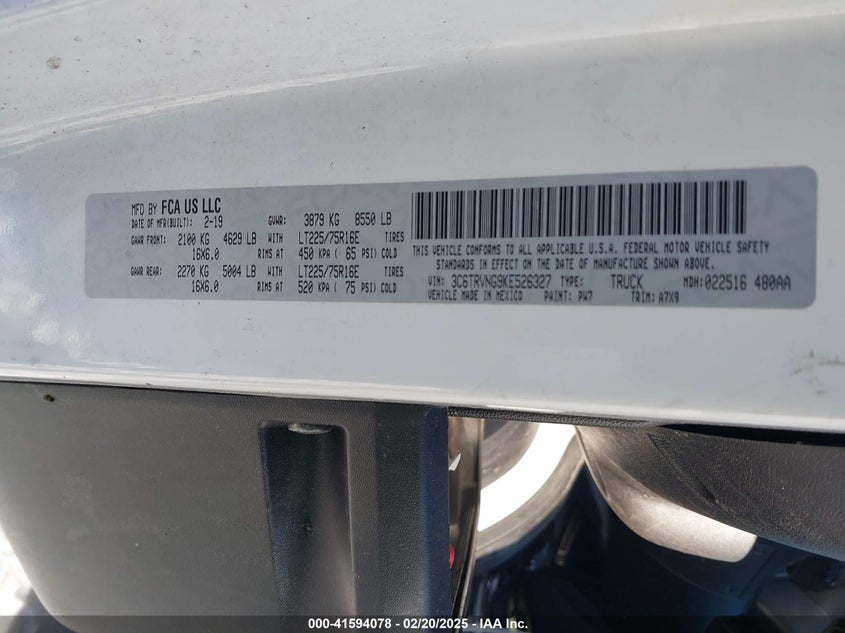 MFD BY FCA US LLC
DATE OF MFR(BUILT): 2-19 GVWR: 3879 KG 8550 LB
GAWR FRONT: 2100 KG 4629 LB WITH LT225/75R16E TIRES
16X6.0 RIMS AT 450 KPA ( 65 PSI) COLD
GAWR REAR: 2270 KG 5004 LB WITH LT225/75R16E TIRES
16X6.0 RIMS AT 520 KPA ( 75 PSI) COLD
THIS VEHICLE CONFORMS TO ALL APPLICABLE U.S.A. FEDERAL MOTOR VEHICLE SAFETY
STANDARDS IN EFFECT ON THE DATE OF MANUFACTURE SHOWN ABOVE.
VIN: 3C6TRVNG9KE526327 TYPE: TRUCK MDH:022516 480AA
VEHICLE MADE IN MEXICO PAINT: PW7 TRIM: A7X9
000-41594078 - 02/20/2025 - IAA Inc.